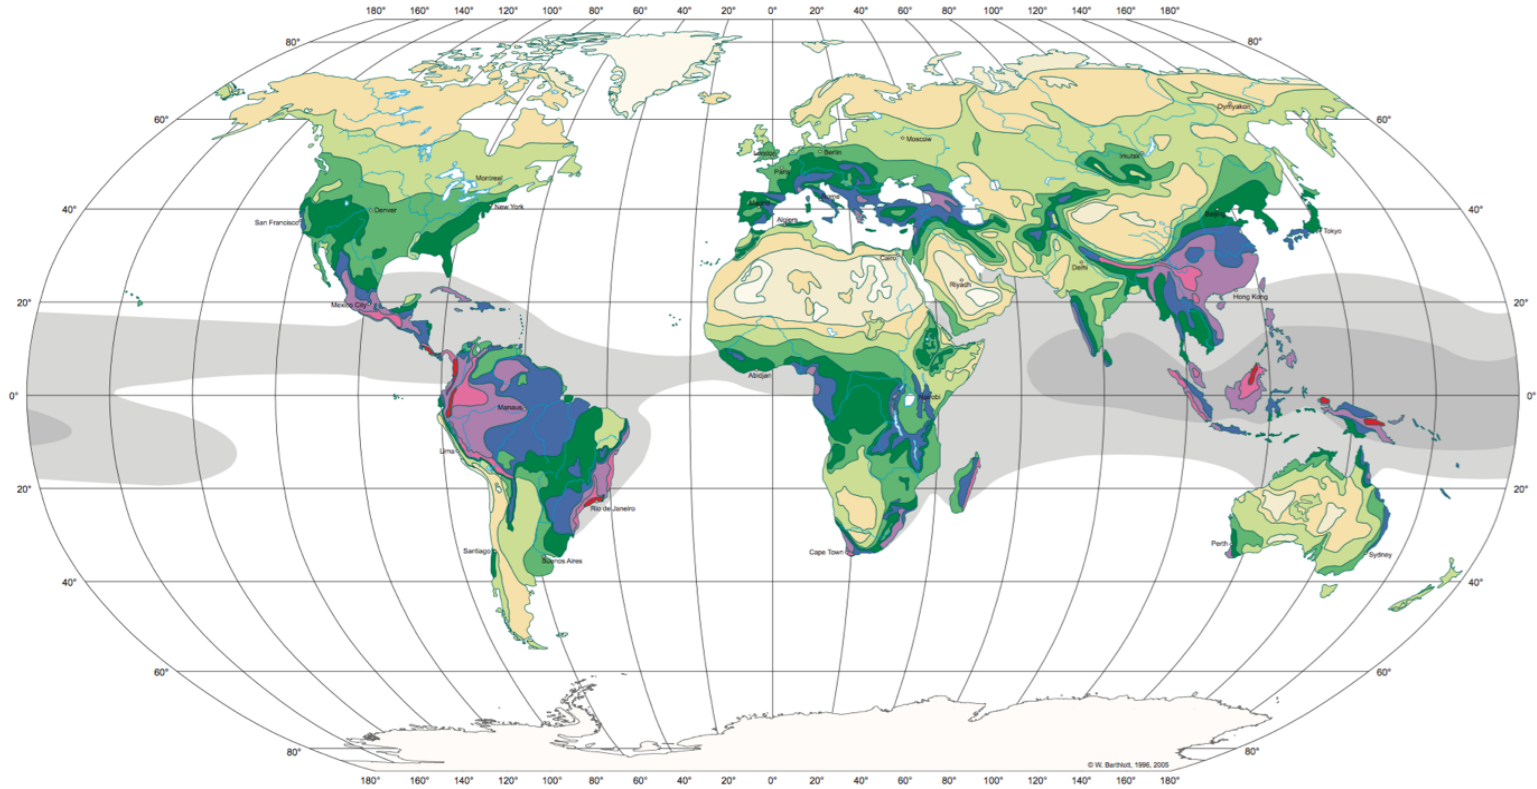 180° 160° 140° 120° 100° 80° 60° 40° 20° 0° 20° 40° 60° 80° 100° 120° 140° 160° 180°
80° 80°
Oymyakon
60° 60°
Moscow
London Berlin
Irkutsk
Paris
Montreal
Rome
Madrid
40° Denver New York 40°
San Francisco Algiers Beijing
Tokyo
Cairo
Delhi
Riyadh
Hong Kong
20° Mexico City 20°
Abidjan
0° Nairobi 0°
Manaus
Lima
20° 20°
Rio de Janeiro
Perth
Santiago Cape Town Sydney
Buenos Aires
40° 40°
60° 60°
80° 80°
© W. Barthlott, 1996, 2005
180° 160° 140° 120° 100° 80° 60° 40° 20° 0° 20° 40° 60° 80° 100° 120° 140° 160° 180°